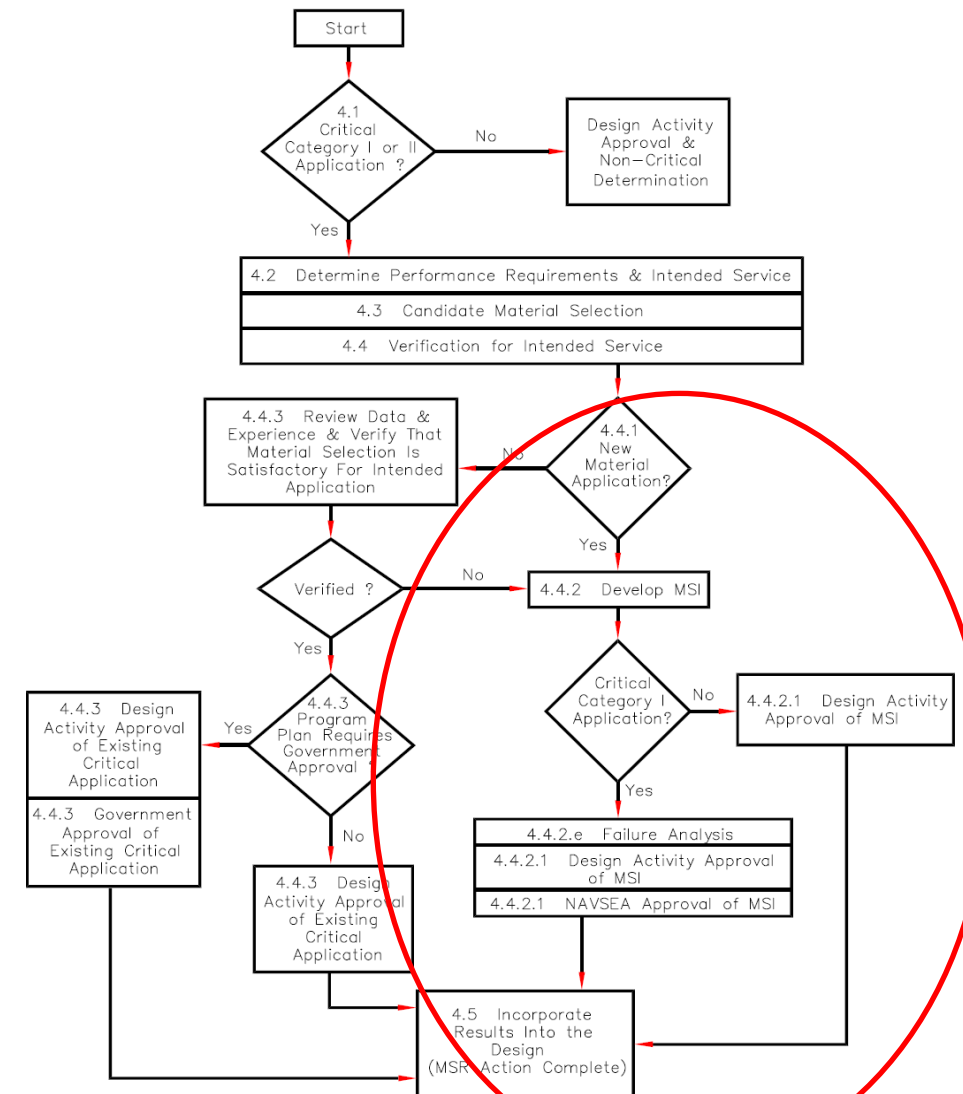 Start
4.1
Critical
Category I or II
Application ?
No
Design Activity
Approval &
Non-Critical
Determination
Yes
4.2 Determine Performance Requirements & Intended Service
4.3 Candidate Material Selection
4.4 Verification for Intended Service
4.4.3 Review Data &
Experience & Verify That
Material Selection Is
Satisfactory For Intended
Application
No
4.4.1
New
Material
Application?
Yes
Verified ?
No
4.4.2 Develop MSI
Yes
Critical
Category I
Application?
No
4.4.2.1 Design Activity
Approval of MSI
4.4.3
Program
Plan Requires
Government
Approval ?
Yes
4.4.3 Design
Activity Approval
of Existing
Critical
Application
4.4.3 Government
Approval of
Existing Critical
Application
No
4.4.3 Design
Activity Approval
of Existing
Critical
Application
Yes
4.4.2.e Failure Analysis
4.4.2.1 Design Activity Approval
of MSI
4.4.2.1 NAVSEA Approval of MSI
4.5 Incorporate
Results Into the
Design
(MSR Action Complete)